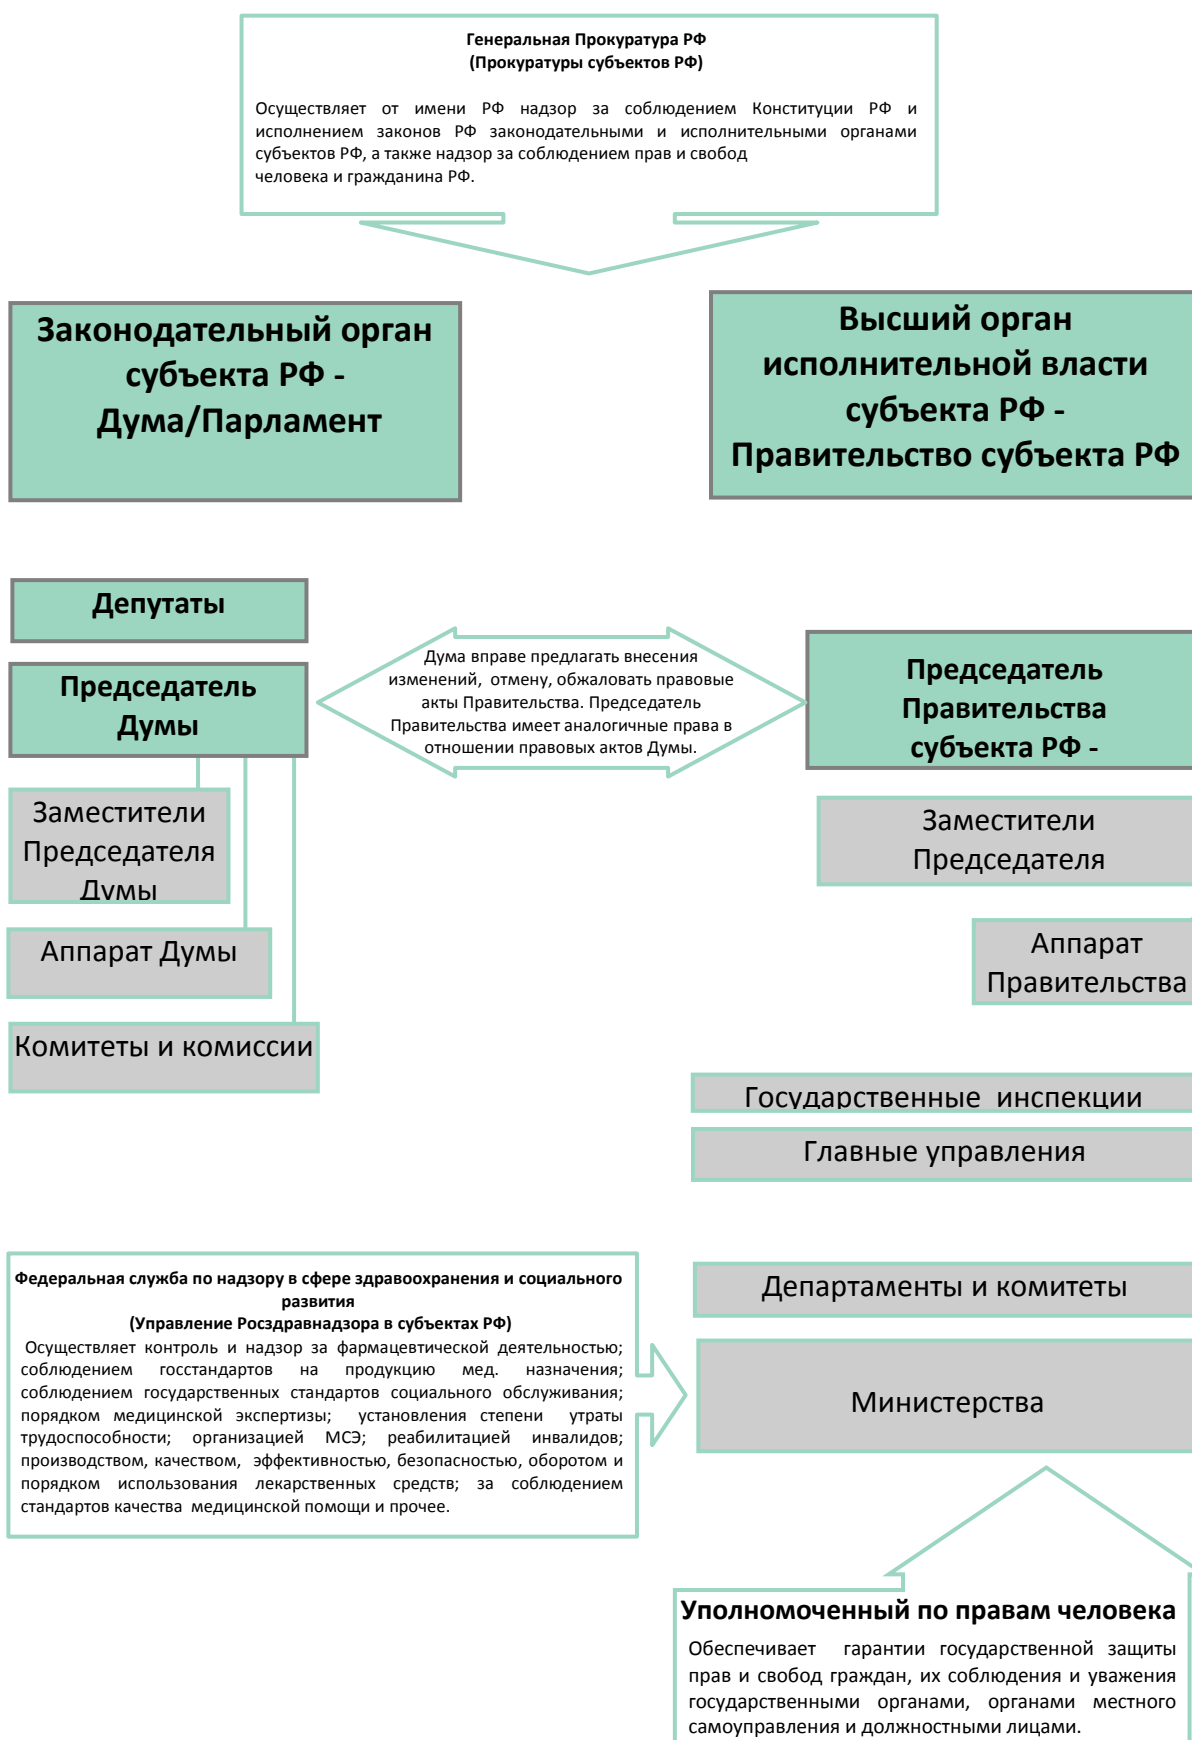 Генеральная Прокуратура РФ
(Прокуратуры субъектов РФ)
Осуществляет от имени РФ надзор за соблюдением Конституции РФ и
исполнением законов РФ законодательными и исполнительными органами
субъектов РФ, а также надзор за соблюдением прав и свобод
человека и гражданина РФ.
Законодательный орган
субъекта РФ -
Дума/Парламент
Высший орган
исполнительной власти
субъекта РФ -
Правительство субъекта РФ
Депутаты
Председатель
Думы
Дума вправе предлагать внесения
изменений, отмену, обжаловать правовые
акты Правительства. Председатель
Правительства имеет аналогичные права в
отношении правовых актов Думы.
Председатель
Правительства
субъекта РФ -
Заместители
Председателя
Думы
Заместители
Председателя
Аппарат Думы
Аппарат
Правительства
Комитеты и комиссии
Государственные инспекции
Главные управления
Федеральная служба по надзору в сфере здравоохранения и социального
развития
(Управление Росздравнадзора в субъектах РФ)
Осуществляет контроль и надзор за фармацевтической деятельностью;
соблюдением госстандартов на продукцию мед. назначения;
соблюдением государственных стандартов социального обслуживания;
порядком медицинской экспертизы; установления степени утраты
трудоспособности; организацией МСЭ; реабилитацией инвалидов;
производством, качеством, эффективностью, безопасностью, оборотом и
порядком использования лекарственных средств; за соблюдением
стандартов качества медицинской помощи и прочее.
Департаменты и комитеты
Министерства
Уполномоченный по правам человека
Обеспечивает гарантии государственной защиты
прав и свобод граждан, их соблюдения и уважения
государственными органами, органами местного
самоуправления и должностными лицами.